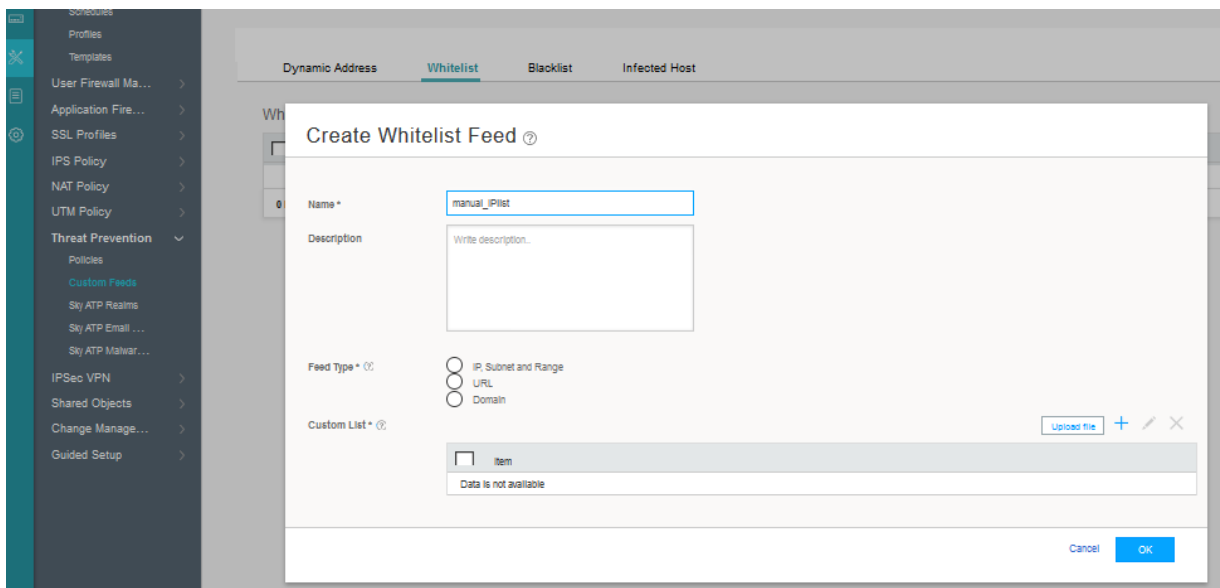 Schedules
Profiles
Templates
User Firewall Ma...
Application Fire...
SSL Profiles
IPS Policy
NAT Policy
UTM Policy
Threat Prevention
Policies
Custom Feeds
Sky ATP Realms
Sky ATP Email ...
Sky ATP Malwar...
IPSec VPN
Shared Objects
Change Manage...
Guided Setup
Dynamic Address Whitelist Blacklist Infected Host
Wh
0
Create Whitelist Feed ?
Name * manual_IPlist
Description Write description..
Feed Type * ? IP, Subnet and Range
URL
Domain
Custom List * ? Upload file
Item
Data is not available
Cancel OK